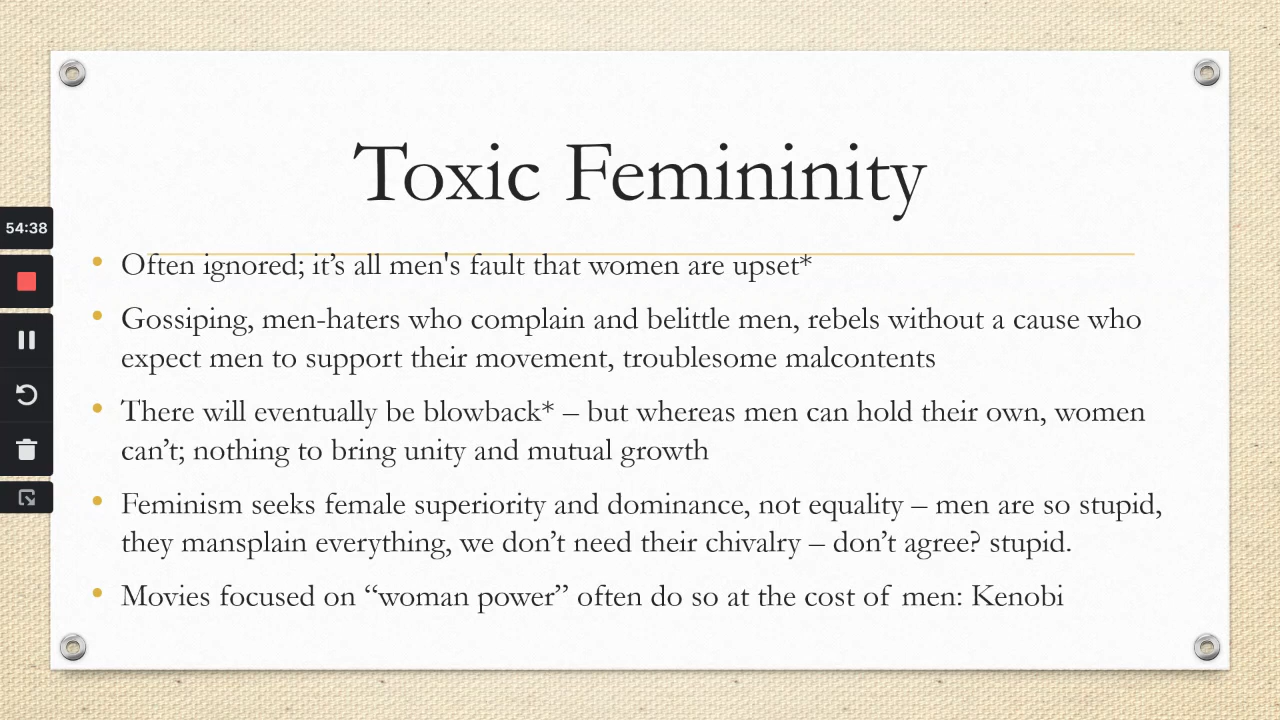 Toxic Femininity
54:38
• Often ignored; it’s all men's fault that women are upset*
• Gossiping, men-haters who complain and belittle men, rebels without a cause who
expect men to support their movement, troublesome malcontents
• There will eventually be blowback* – but whereas men can hold their own, women
can’t; nothing to bring unity and mutual growth
• Feminism seeks female superiority and dominance, not equality – men are so stupid,
they mansplain everything, we don’t need their chivalry – don’t agree? stupid.
• Movies focused on “woman power” often do so at the cost of men: Kenobi